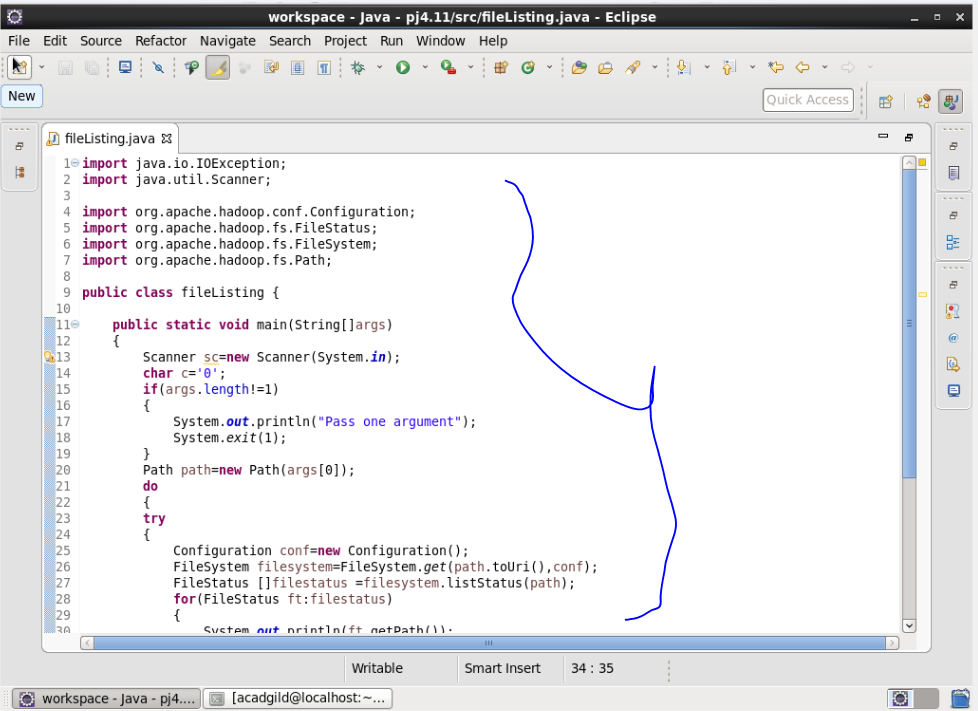 workspace - Java - pj4.11/src/fileListing.java - Eclipse
File Edit Source Refactor Navigate Search Project Run Window Help
New
Quick Access
fileListing.java
1 import java.io.IOException;
2 import java.util.Scanner;
3
4 import org.apache.hadoop.conf.Configuration;
5 import org.apache.hadoop.fs.FileStatus;
6 import org.apache.hadoop.fs.FileSystem;
7 import org.apache.hadoop.fs.Path;
8
9 public class fileListing {
10
11 public static void main(String[]args)
12 {
13 Scanner sc=new Scanner(System.in);
14 char c='0';
15 if(args.length!=1)
16 {
17 System.out.println("Pass one argument");
18 System.exit(1);
19 }
20 Path path=new Path(args[0]);
21 do
22 {
23 try
24 {
25 Configuration conf=new Configuration();
26 FileSystem filesystem=FileSystem.get(path.toUri(),conf);
27 FileStatus []filestatus =filesystem.listStatus(path);
28 for(FileStatus ft:filestatus)
29 {
30 System.out.println(ft.getPath());
Writable Smart Insert 34 : 35
workspace - Java - pj4.... [acadgild@localhost:~...